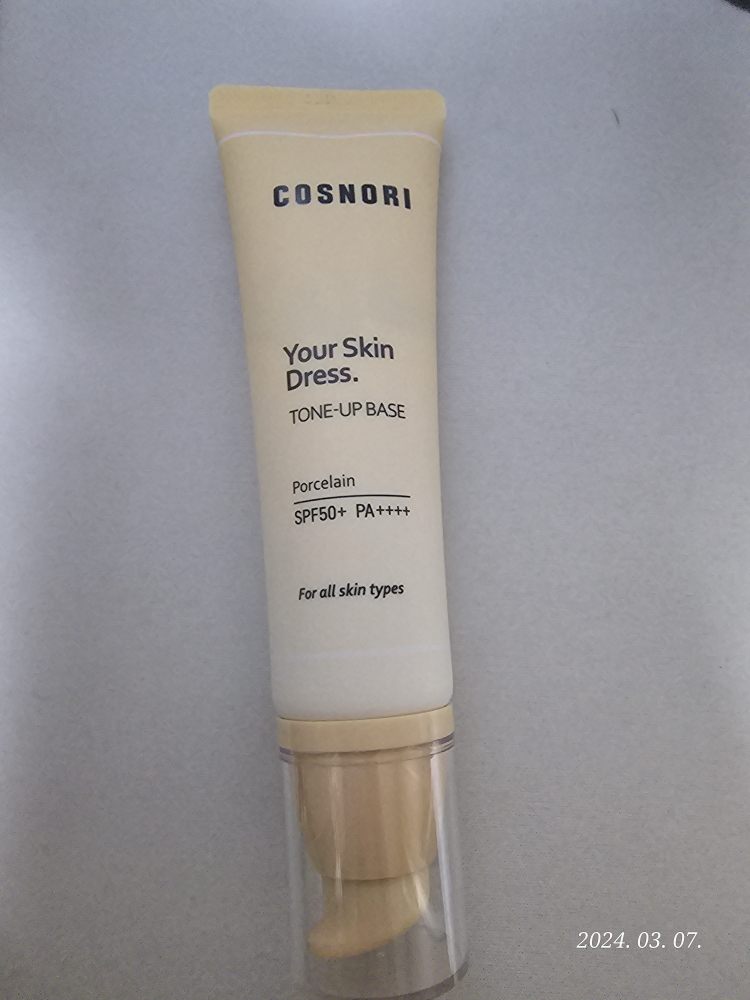 COSNORI
Your Skin
Dress.
TONE-UP BASE
Porcelain
SPF50+ PA++++
For all skin types
2024. 03. 07.